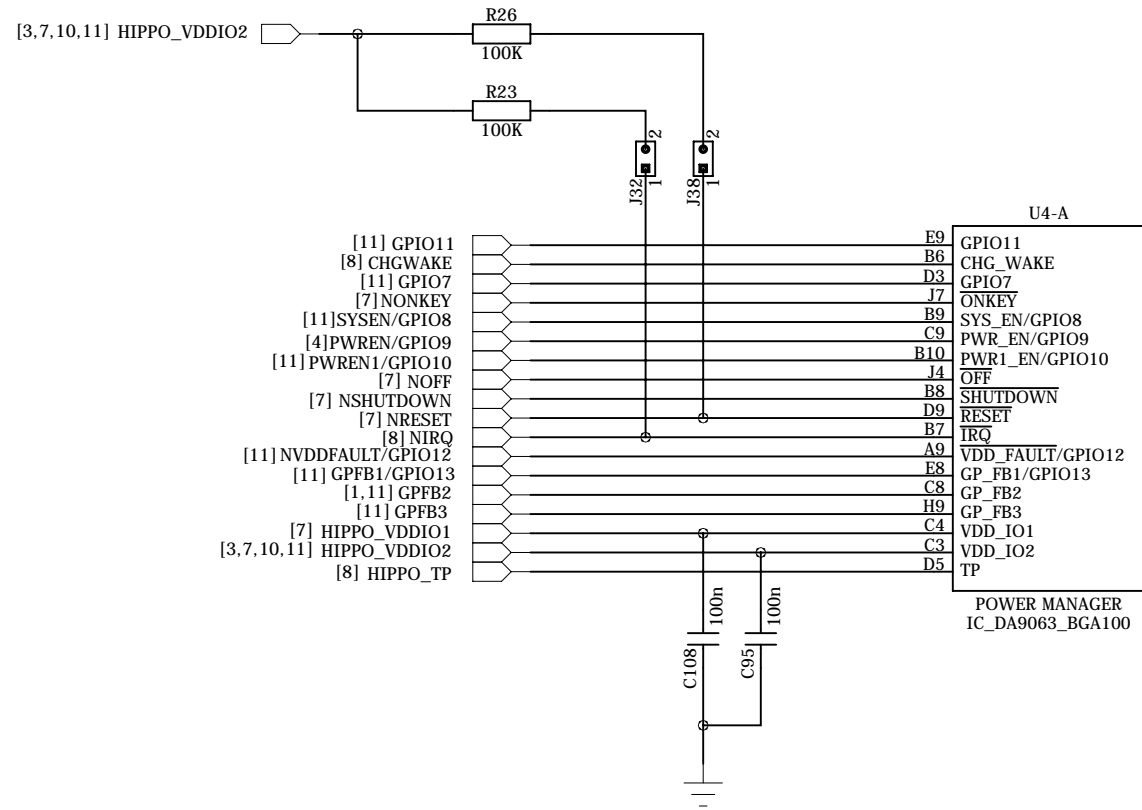 R26
[3,7,10,11] HIPPO_VDDIO2
100K
R23
100K
2
2
J32
1
J38
1
U4-A
[11] GPIO11 E9 GPIO11
[8] CHGWAKE B6 CHG_WAKE
[11] GPIO7 D3 GPIO7
[7]NONKEY J7 ONKEY
[11]SYSEN/GPIO8 B9 SYS_EN/GPIO8
[4]PWREN/GPIO9 C9 PWR_EN/GPIO9
[11]PWREN1/GPIO10 B10 PWR1_EN/GPIO10
[7] NOFF J4 OFF
[7] NSHUTDOWN B8 SHUTDOWN
[7] NRESET D9 RESET
[8] NIRQ B7 IRQ
[11] NVDDFAULT/GPIO12 A9 VDD_FAULT/GPIO12
[11] GPFB1/GPIO13 E8 GP_FB1/GPIO13
[1,11] GPFB2 C8 GP_FB2
[11] GPFB3 H9 GP_FB3
[7] HIPPO_VDDIO1 C4 VDD_IO1
[3,7,10,11] HIPPO_VDDIO2 C3 VDD_IO2
[8] HIPPO_TP D5 TP
100n
100n
C108
C95
POWER MANAGER
IC_DA9063_BGA100